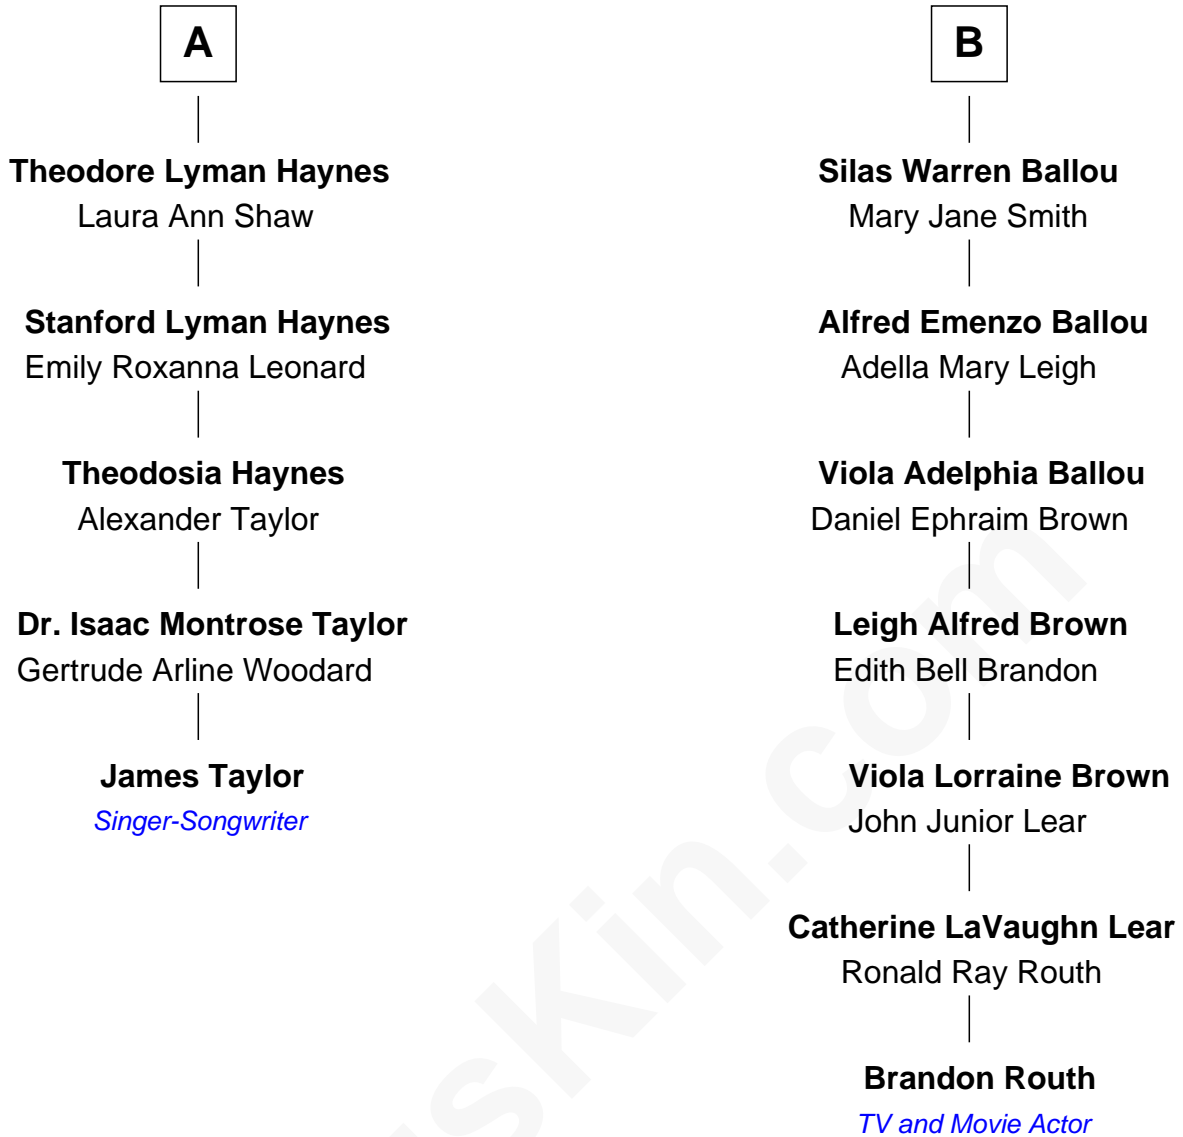 A
Theodore Lyman Haynes
Laura Ann Shaw
Stanford Lyman Haynes
Emily Roxanna Leonard
Theodosia Haynes
Alexander Taylor
Dr. Isaac Montrose Taylor
Gertrude Arline Woodard
James Taylor
Singer-Songwriter
B
Silas Warren Ballou
Mary Jane Smith
Alfred Emenzo Ballou
Adella Mary Leigh
Viola Adelphia Ballou
Daniel Ephraim Brown
Leigh Alfred Brown
Edith Bell Brandon
Viola Lorraine Brown
John Junior Lear
Catherine LaVaughn Lear
Ronald Ray Routh
Brandon Routh
TV and Movie Actor
sKin.com